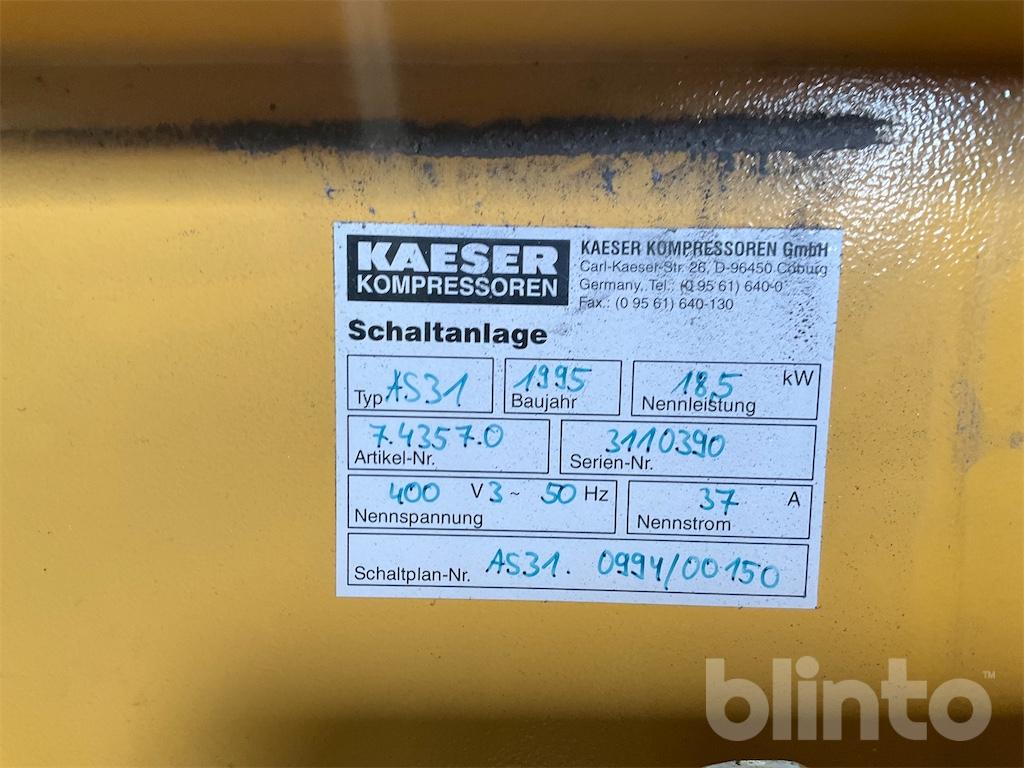 KAESER
KOMPRESSOREN
KAESER KOMPRESSOREN GmbH
Carl-Kaeser-Str. 26, D-96450 Coburg
Germany, Tel.: (0 95 61) 640-0
Fax.: (0 95 61) 640-130
Schaltanlage
Typ AS31
1995
Baujahr
18,5 kW
Nennleistung
7.4357.0
Artikel-Nr.
3110390
Serien-Nr.
400 V 3 ~ 50 Hz
Nennspannung
37 A
Nennstrom
Schaltplan-Nr. AS31. 0994/00150
blinto™